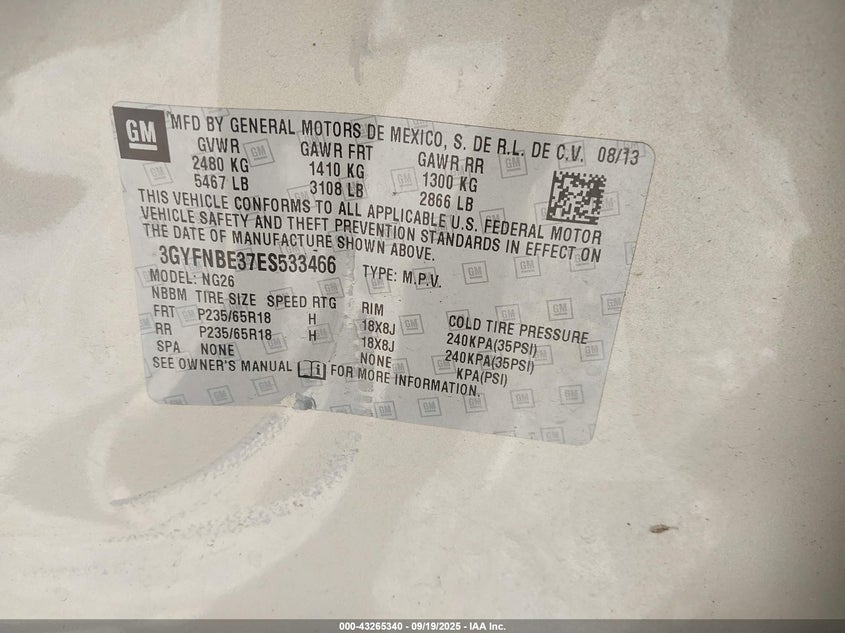 GM
MFD BY GENERAL MOTORS DE MEXICO, S. DE R.L. DE C.V. 08/13
GVWR GAWR FRT GAWR RR
2480 KG 1410 KG 1300 KG
5467 LB 3108 LB 2866 LB
THIS VEHICLE CONFORMS TO ALL APPLICABLE U.S. FEDERAL MOTOR
VEHICLE SAFETY AND THEFT PREVENTION STANDARDS IN EFFECT ON
THE DATE OF MANUFACTURE SHOWN ABOVE.
3GYFNBE37ES533466 TYPE: M.P.V.
MODEL: NG26
NBBM TIRE SIZE SPEED RTG RIM COLD TIRE PRESSURE
FRT P235/65R18 H 18X8J 240KPA(35PSI)
RR P235/65R18 H 18X8J 240KPA(35PSI)
SPA NONE NONE KPA(PSI)
SEE OWNER'S MANUAL FOR MORE INFORMATION.
000-43265340 - 09/19/2025 - IAA Inc.